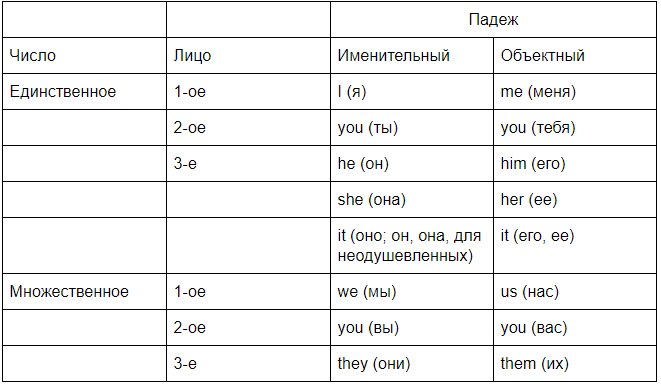 Падеж
Число Лицо Именительный Объектный
Единственное 1-ое I (я) me (меня)
2-ое you (ты) you (тебя)
3-е he (он) him (его)
she (она) her (ее)
it (оно; он, она, для it (его, ее)
неодушевленных)
Множественное 1-ое we (мы) us (нас)
2-ое you (вы) you (вас)
3-е they (они) them (их)